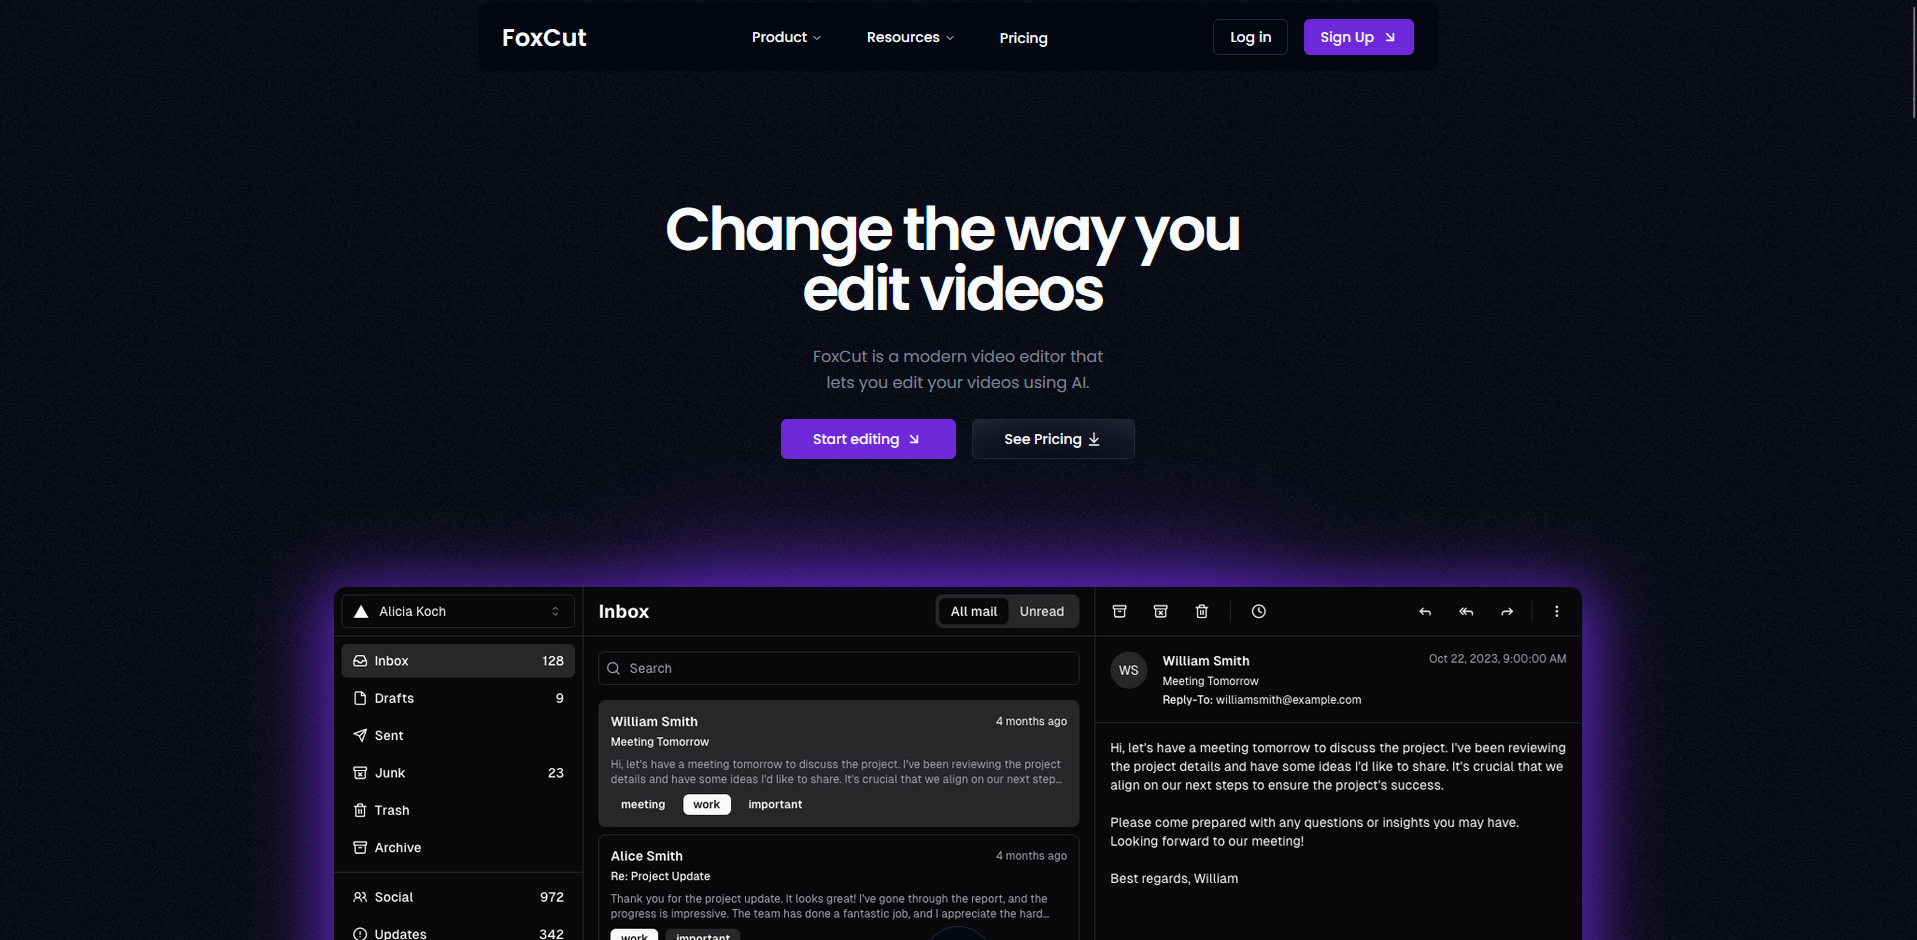 FoxCut
Product
Resources
Pricing
Log in
Sign Up
Change the way you
edit videos
FoxCut is a modern video editor that
lets you edit your videos using AI.
Start editing
See Pricing
Alicia Koch
Inbox 128
Drafts 9
Sent
Junk 23
Trash
Archive
Social 972
Updates 342
Inbox
All mail
Unread
Search
William Smith 4 months ago
Meeting Tomorrow
Hi, let's have a meeting tomorrow to discuss the project. I've been reviewing the project
details and have some ideas I'd like to share. It's crucial that we align on our next step...
meeting work important
Alice Smith 4 months ago
Re: Project Update
Thank you for the project update. It looks great! I've gone through the report, and the
progress is impressive. The team has done a fantastic job, and I appreciate the hard...
work important
WS
William Smith Oct 22, 2023, 9:00:00 AM
Meeting Tomorrow
Reply-To: williamsmith@example.com
Hi, let's have a meeting tomorrow to discuss the project. I've been reviewing
the project details and have some ideas I'd like to share. It's crucial that we
align on our next steps to ensure the project's success.
Please come prepared with any questions or insights you may have.
Looking forward to our meeting!
Best regards, William